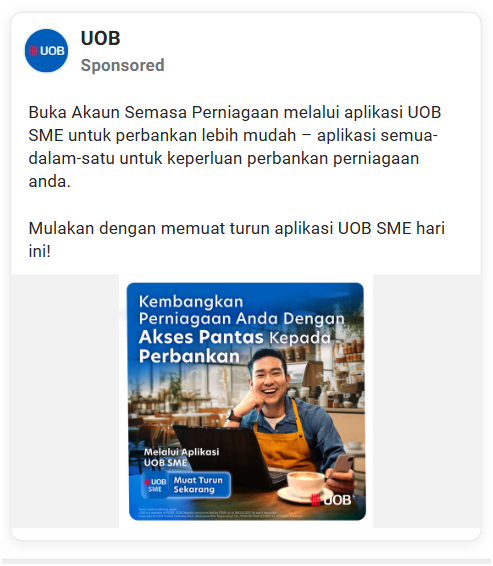 UOB
UOB
Sponsored
Buka Akaun Semasa Perniagaan melalui aplikasi UOB
SME untuk perbankan lebih mudah – aplikasi semua-
dalam-satu untuk keperluan perbankan perniagaan
anda.
Mulakan dengan memuat turun aplikasi UOB SME hari
ini!
Kembangkan
Perniagaan Anda Dengan
Akses Pantas Kepada
Perbankan
Melalui Aplikasi
UOB SME
UOB
SME
Muat Turun
Sekarang
UOB